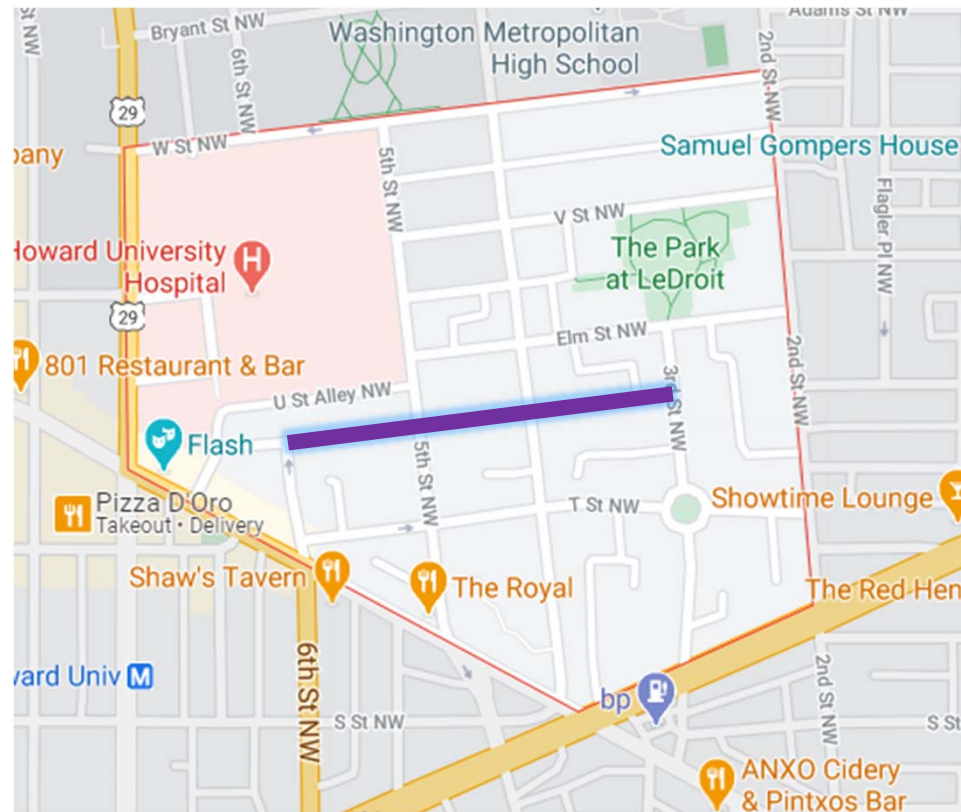 Adams St NW
Bryant St NW
Washington Metropolitan
High School
6th St NW
2nd St NW
29
W St NW
5th St NW
Samuel Gompers House
Flagler Pl NW
V St NW
Howard University
Hospital
H
The Park
at LeDroit
29
Elm St NW
2nd St NW
801 Restaurant & Bar
3rd St NW
U St Alley NW
Flash
5th St NW
Pizza D'Oro
Takeout • Delivery
T St NW
Showtime Lounge
Shaw's Tavern
The Royal
The Red Hen
6th St NW
ward Univ M
2nd St NW
bp
S St NW
S St
ANXO Cidery
& Pintxos Bar